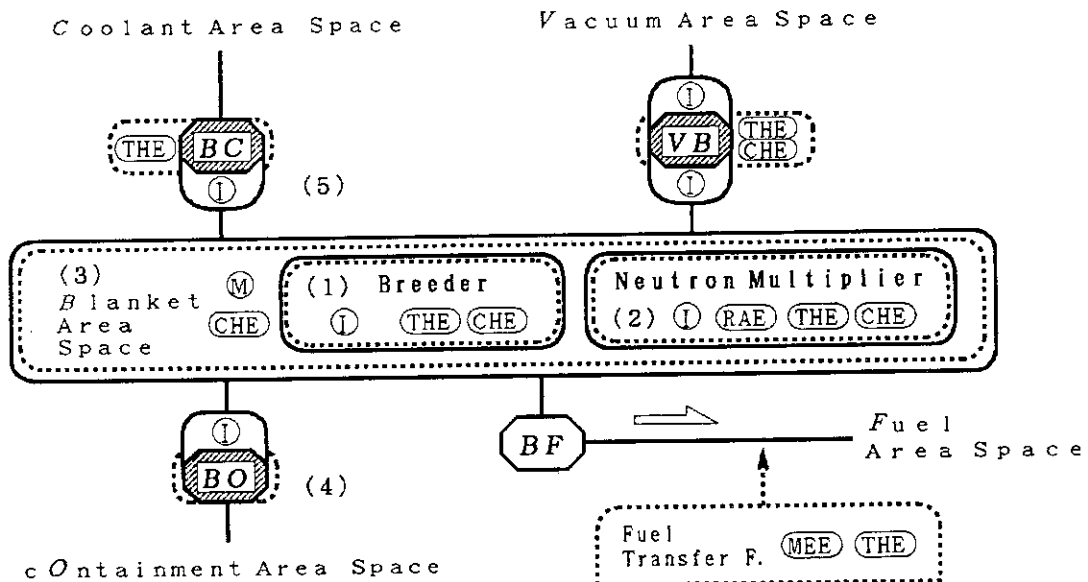 Coolant Area Space
Vacuum Area Space
THE
BC
I
(5)
I
VB
THE
CHE
I
(3)
Blanket
Area
Space
M
CHE
(1) Breeder
I THE CHE
Neutron Multiplier
(2) I RAE THE CHE
I
BO
(4)
BF
Fuel
Area Space
cOntainment Area Space
Fuel
Transfer F. MEE THE